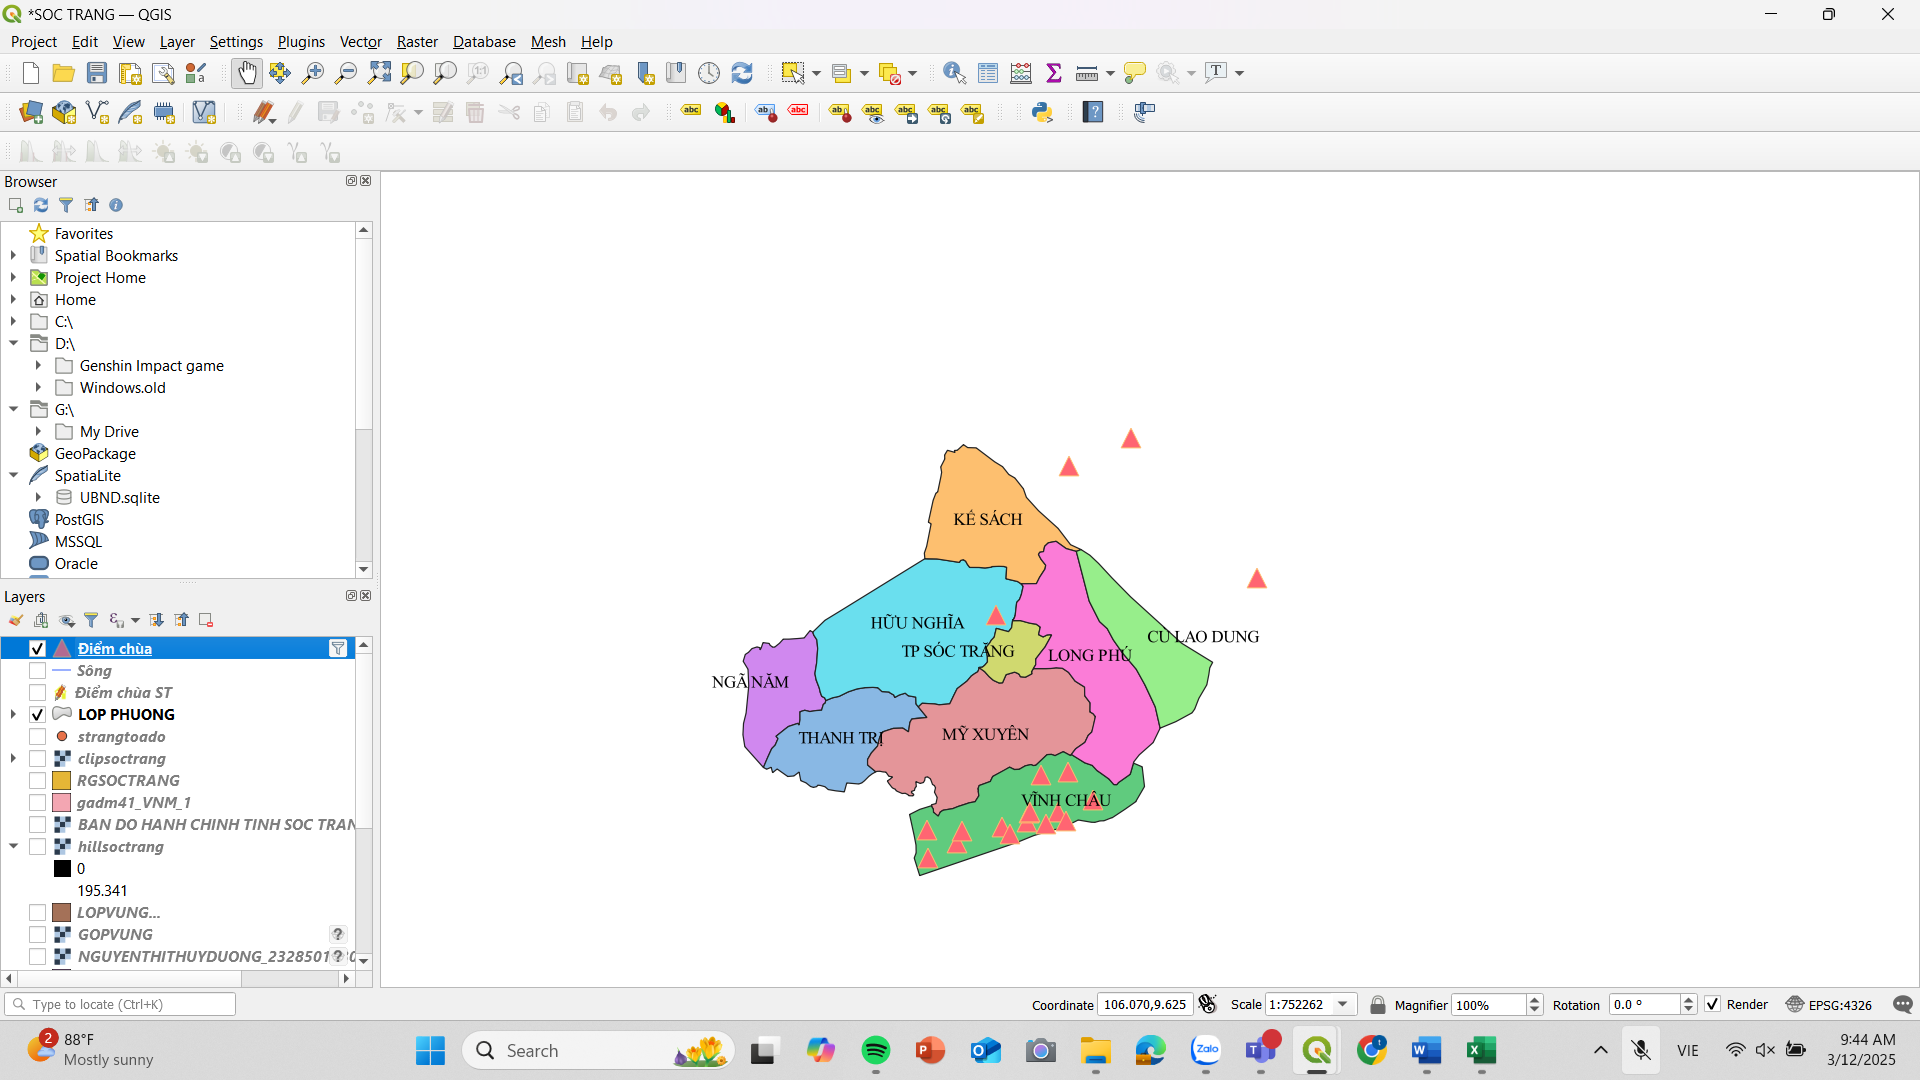 *SOC TRANG — QGIS
Project Edit View Layer Settings Plugins Vector Raster Database Mesh Help
Browser
Favorites
Spatial Bookmarks
Project Home
Home
C:\
D:\
Genshin Impact game
Windows.old
G:\
My Drive
GeoPackage
SpatiaLite
UBND.sqlite
PostGIS
MSSQL
Oracle
Layers
Điểm chùa
Sông
Điểm chùa ST
LOP PHUONG
strangtoado
clipsoctrang
RGSOCTRANG
gadm41_VNM_1
BAN DO HANH CHINH TINH SOC TRAN
hillsoctrang
0
195.341
LOPVUNG...
GOPVUNG
KẾ SÁCH
HỮU NGHĨA
CU LAO DUNG
TP SÓC TRĂNG
LONG PHÚ
NGÃ NĂM
THANH TRỊ
MỸ XUYÊN
VĨNH CHÂU
Type to locate (Ctrl+K)
Coordinate 106.070,9.625 Scale 1:752262 Magnifier 100% Rotation 0.0 ° Render EPSG:4326
2
88°F
Mostly sunny
Search
Zalo
VIE
9:44 AM
3/12/2025